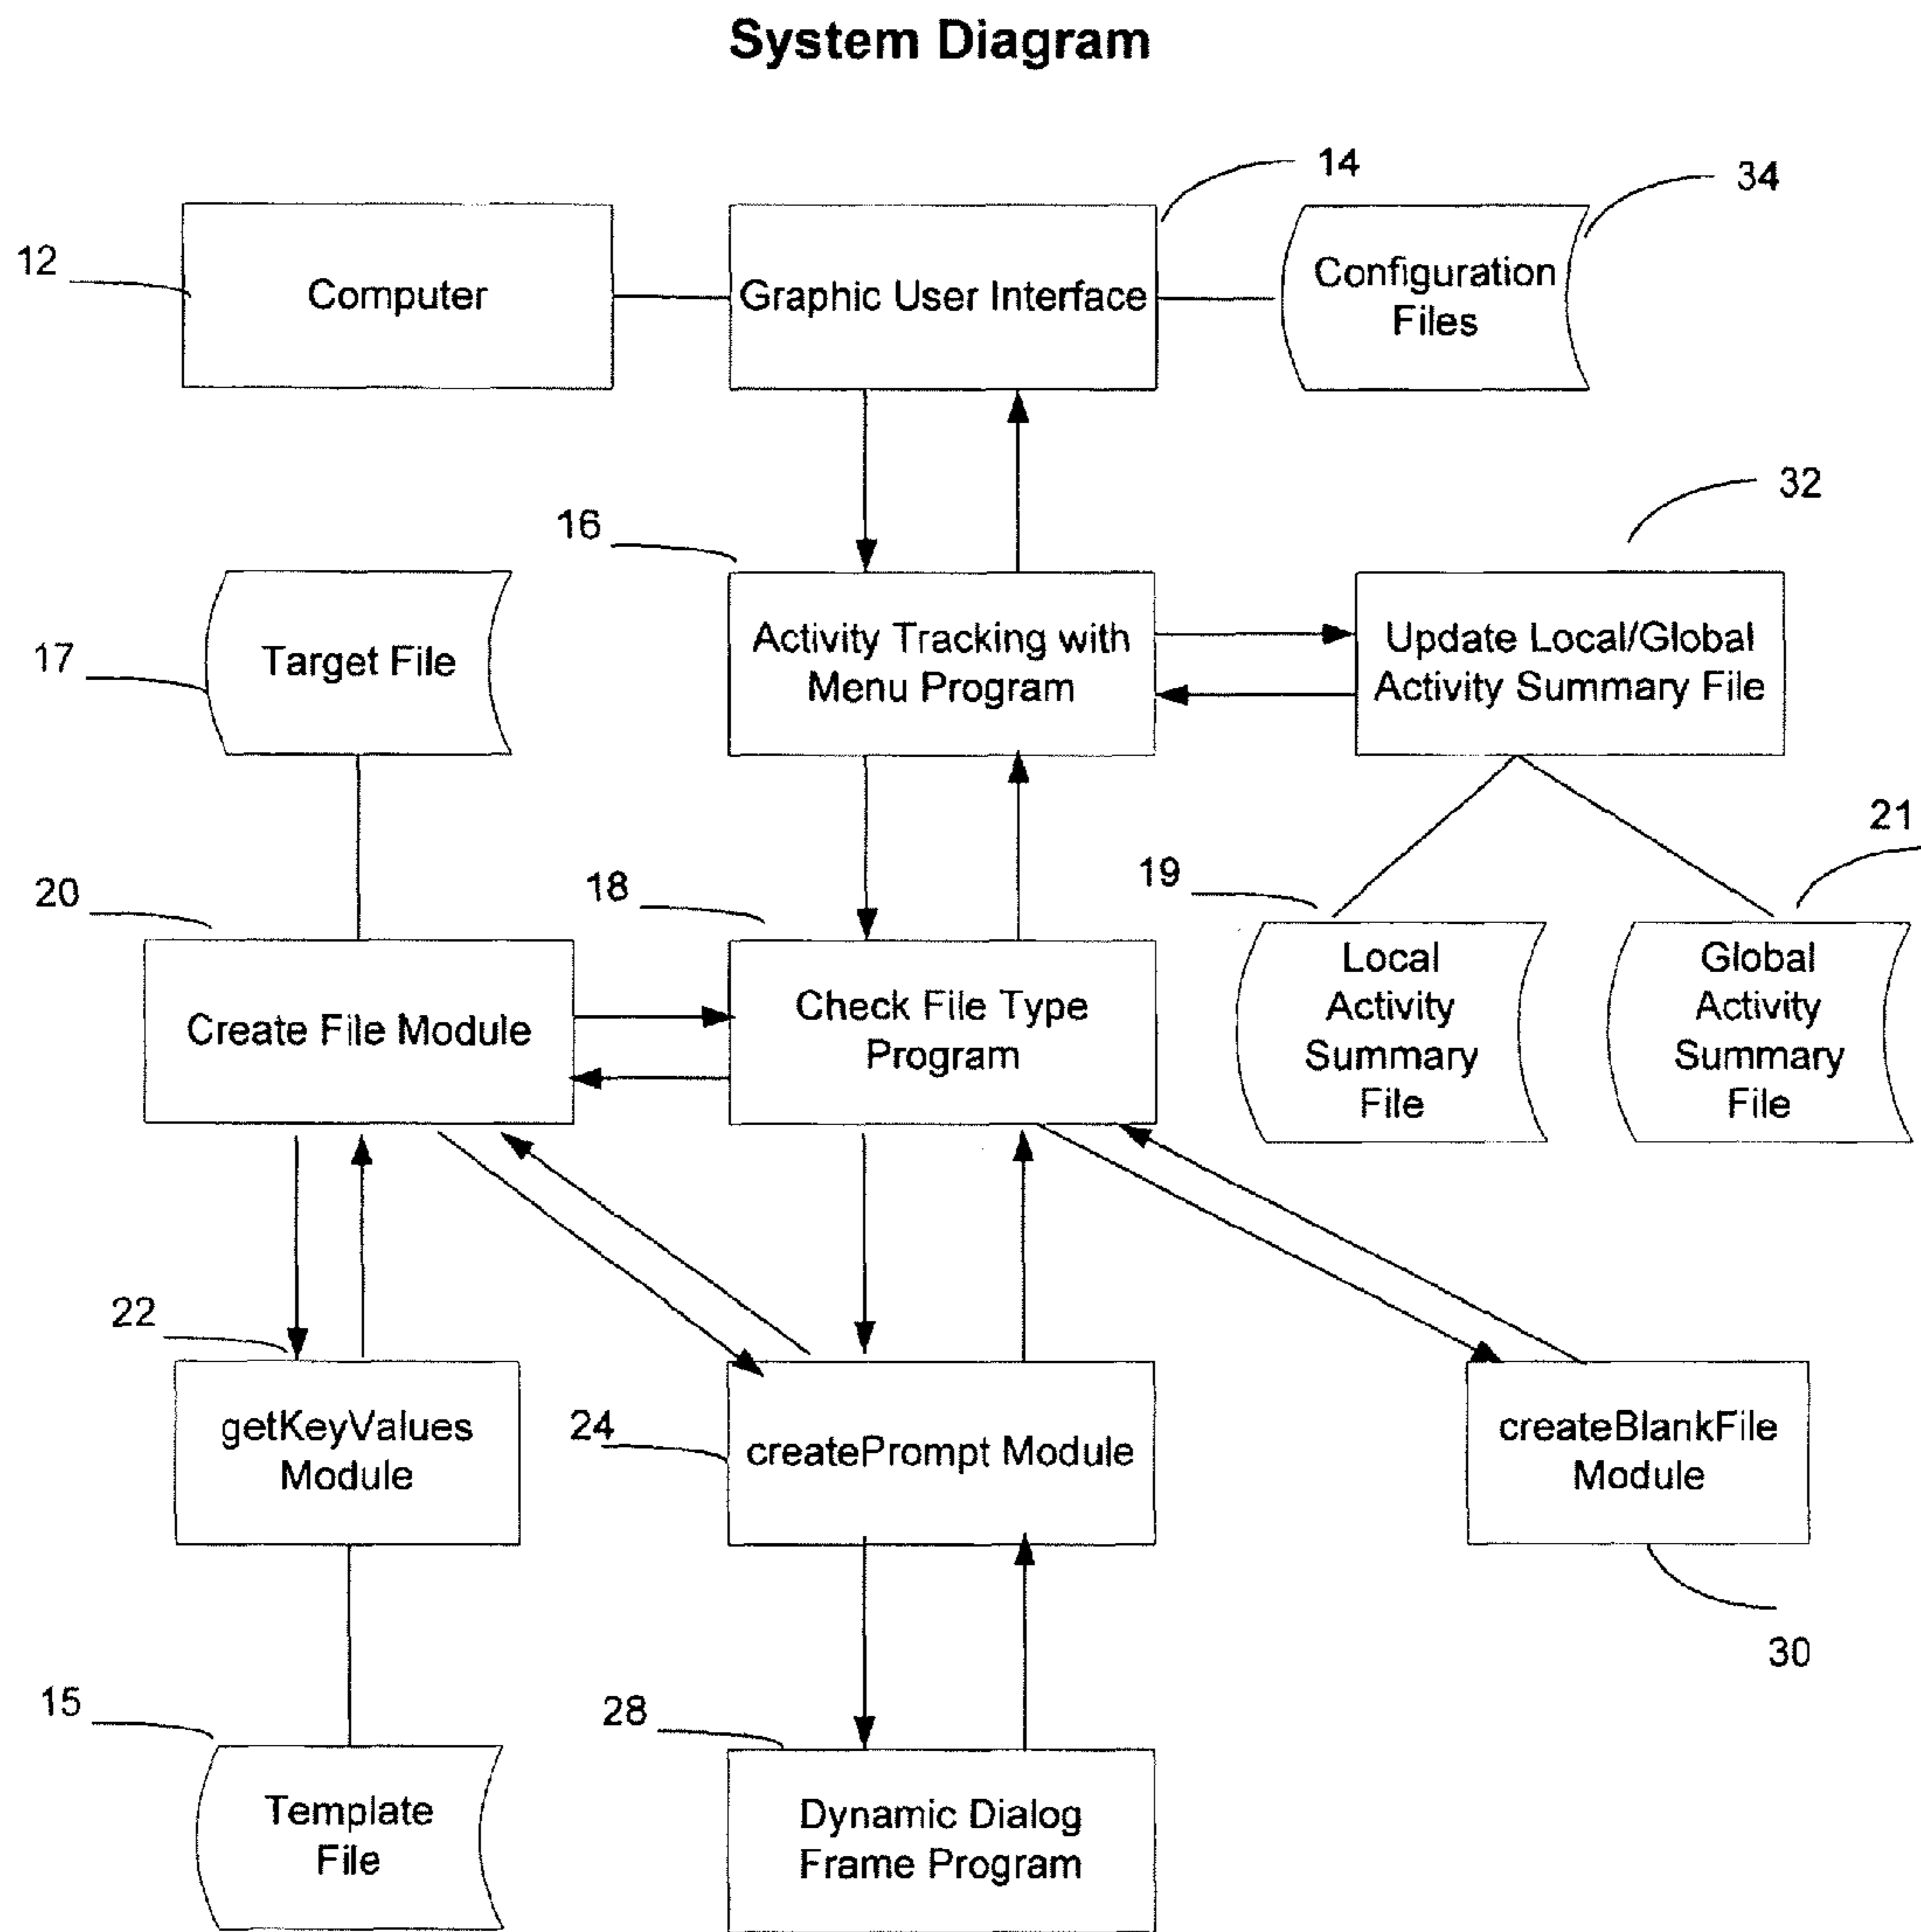 System Diagram
14
34
12
Computer
Graphic User Interface
Configuration
Files
32
16
17
Target File
Activity Tracking with
Menu Program
Update Local/Global
Activity Summary File
21
19
20
18
Create File Module
Check File Type
Program
Local
Activity
Summary
File
Global
Activity
Summary
File
22
24
getKeyValues
Module
createPrompt Module
createBlankFile
Module
30
15
28
Template
File
Dynamic Dialog
Frame Program